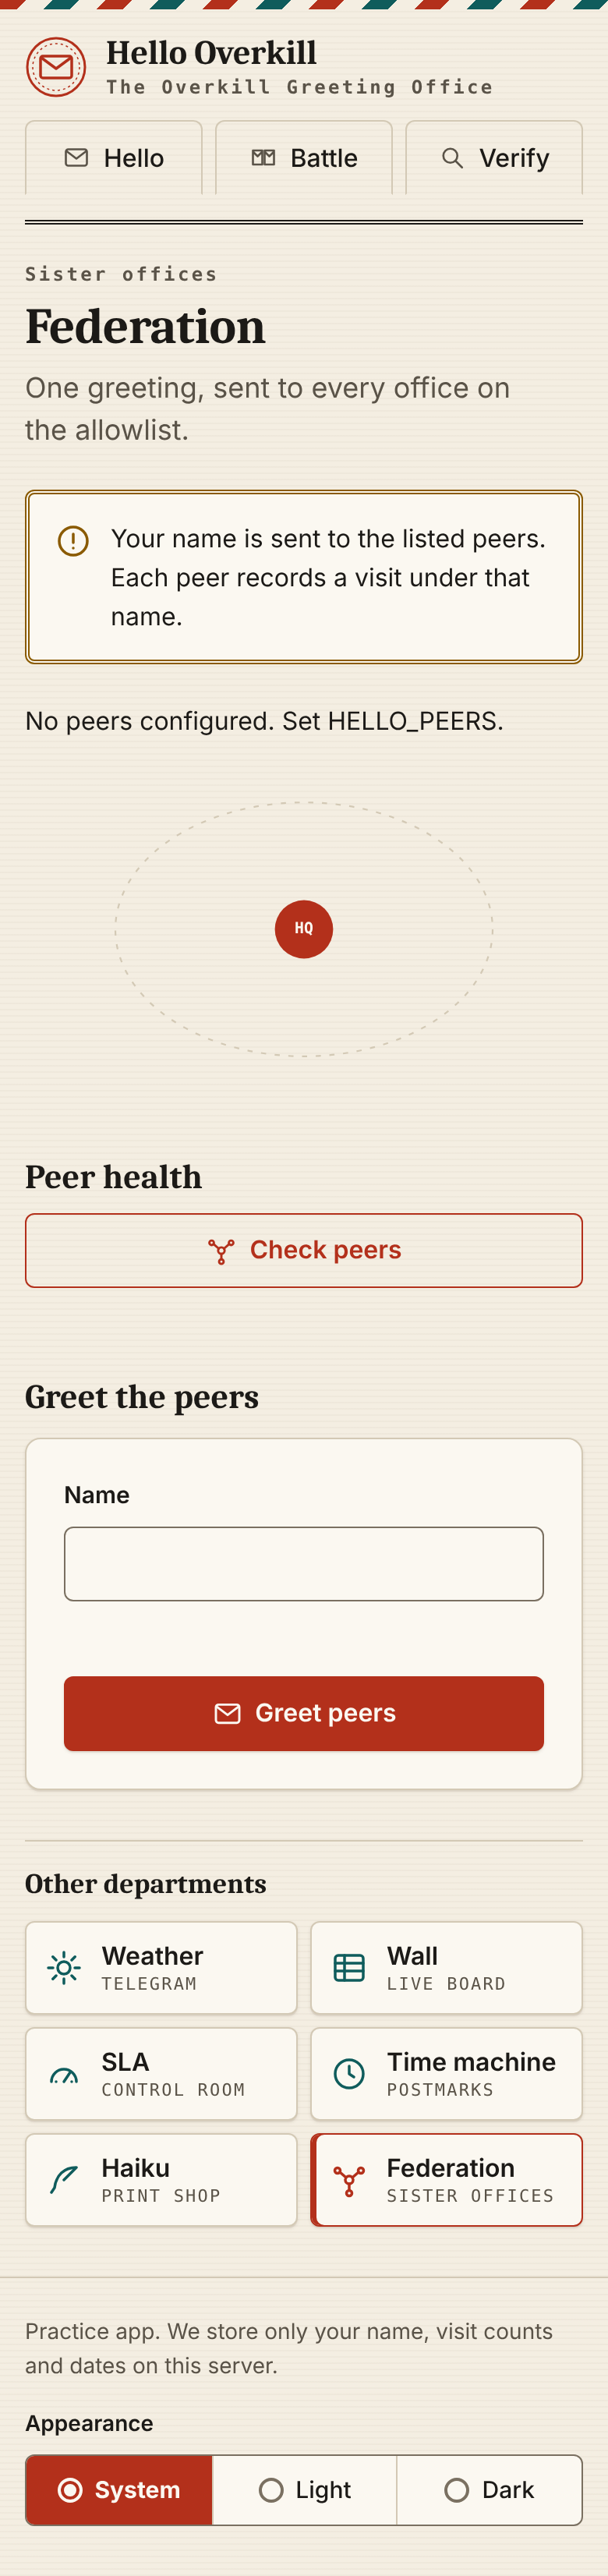 Hello Overkill
The Overkill Greeting Office
Hello
Battle
Verify
Sister offices
Federation
One greeting, sent to every office on
the allowlist.
Your name is sent to the listed peers.
Each peer records a visit under that
name.
No peers configured. Set HELLO_PEERS.
HQ
Peer health
Check peers
Greet the peers
Name
Greet peers
Other departments
Weather
TELEGRAM
Wall
LIVE BOARD
SLA
CONTROL ROOM
Time machine
POSTMARKS
Haiku
PRINT SHOP
Federation
SISTER OFFICES
Practice app. We store only your name, visit counts
and dates on this server.
Appearance
System
Light
Dark